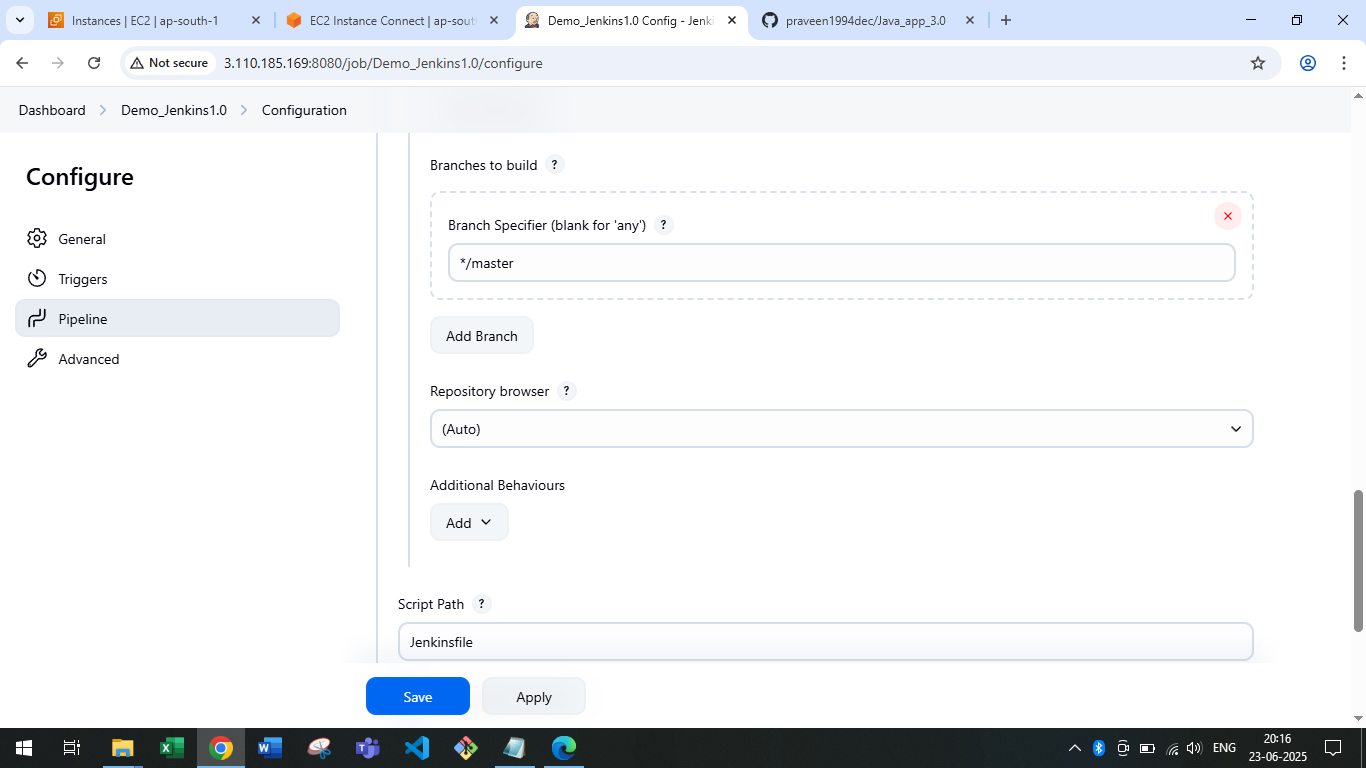 Instances | EC2 | ap-south-1
EC2 Instance Connect | ap-sout
Demo_Jenkins1.0 Config - Jenki
praveen1994dec/Java_app_3.0
Not secure
3.110.185.169:8080/job/Demo_Jenkins1.0/configure
Dashboard
Demo_Jenkins1.0
Configuration
Configure
General
Triggers
Pipeline
Advanced
Branches to build ?
Branch Specifier (blank for 'any') ?
*/master
Add Branch
Repository browser ?
(Auto)
Additional Behaviours
Add
Script Path ?
Jenkinsfile
Save
Apply
ENG
20:16
23-06-2025